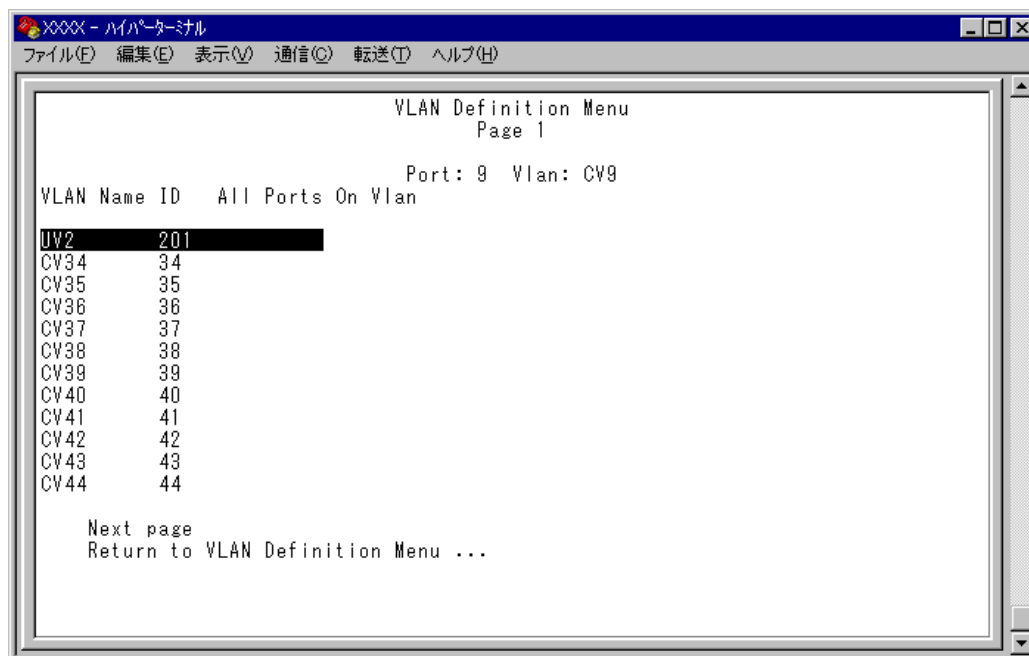 XXXX - ﾊｲﾊﾟｰﾀｰﾐﾅﾙ
ファイル(F) 編集(E) 表示(V) 通信(C) 転送(T) ヘルプ(H)
VLAN Definition Menu
Page 1
Port: 9 Vlan: CV9
VLAN Name ID All Ports On Vlan
UV2 201
CV34 34
CV35 35
CV36 36
CV37 37
CV38 38
CV39 39
CV40 40
CV41 41
CV42 42
CV43 43
CV44 44
Next page
Return to VLAN Definition Menu ...